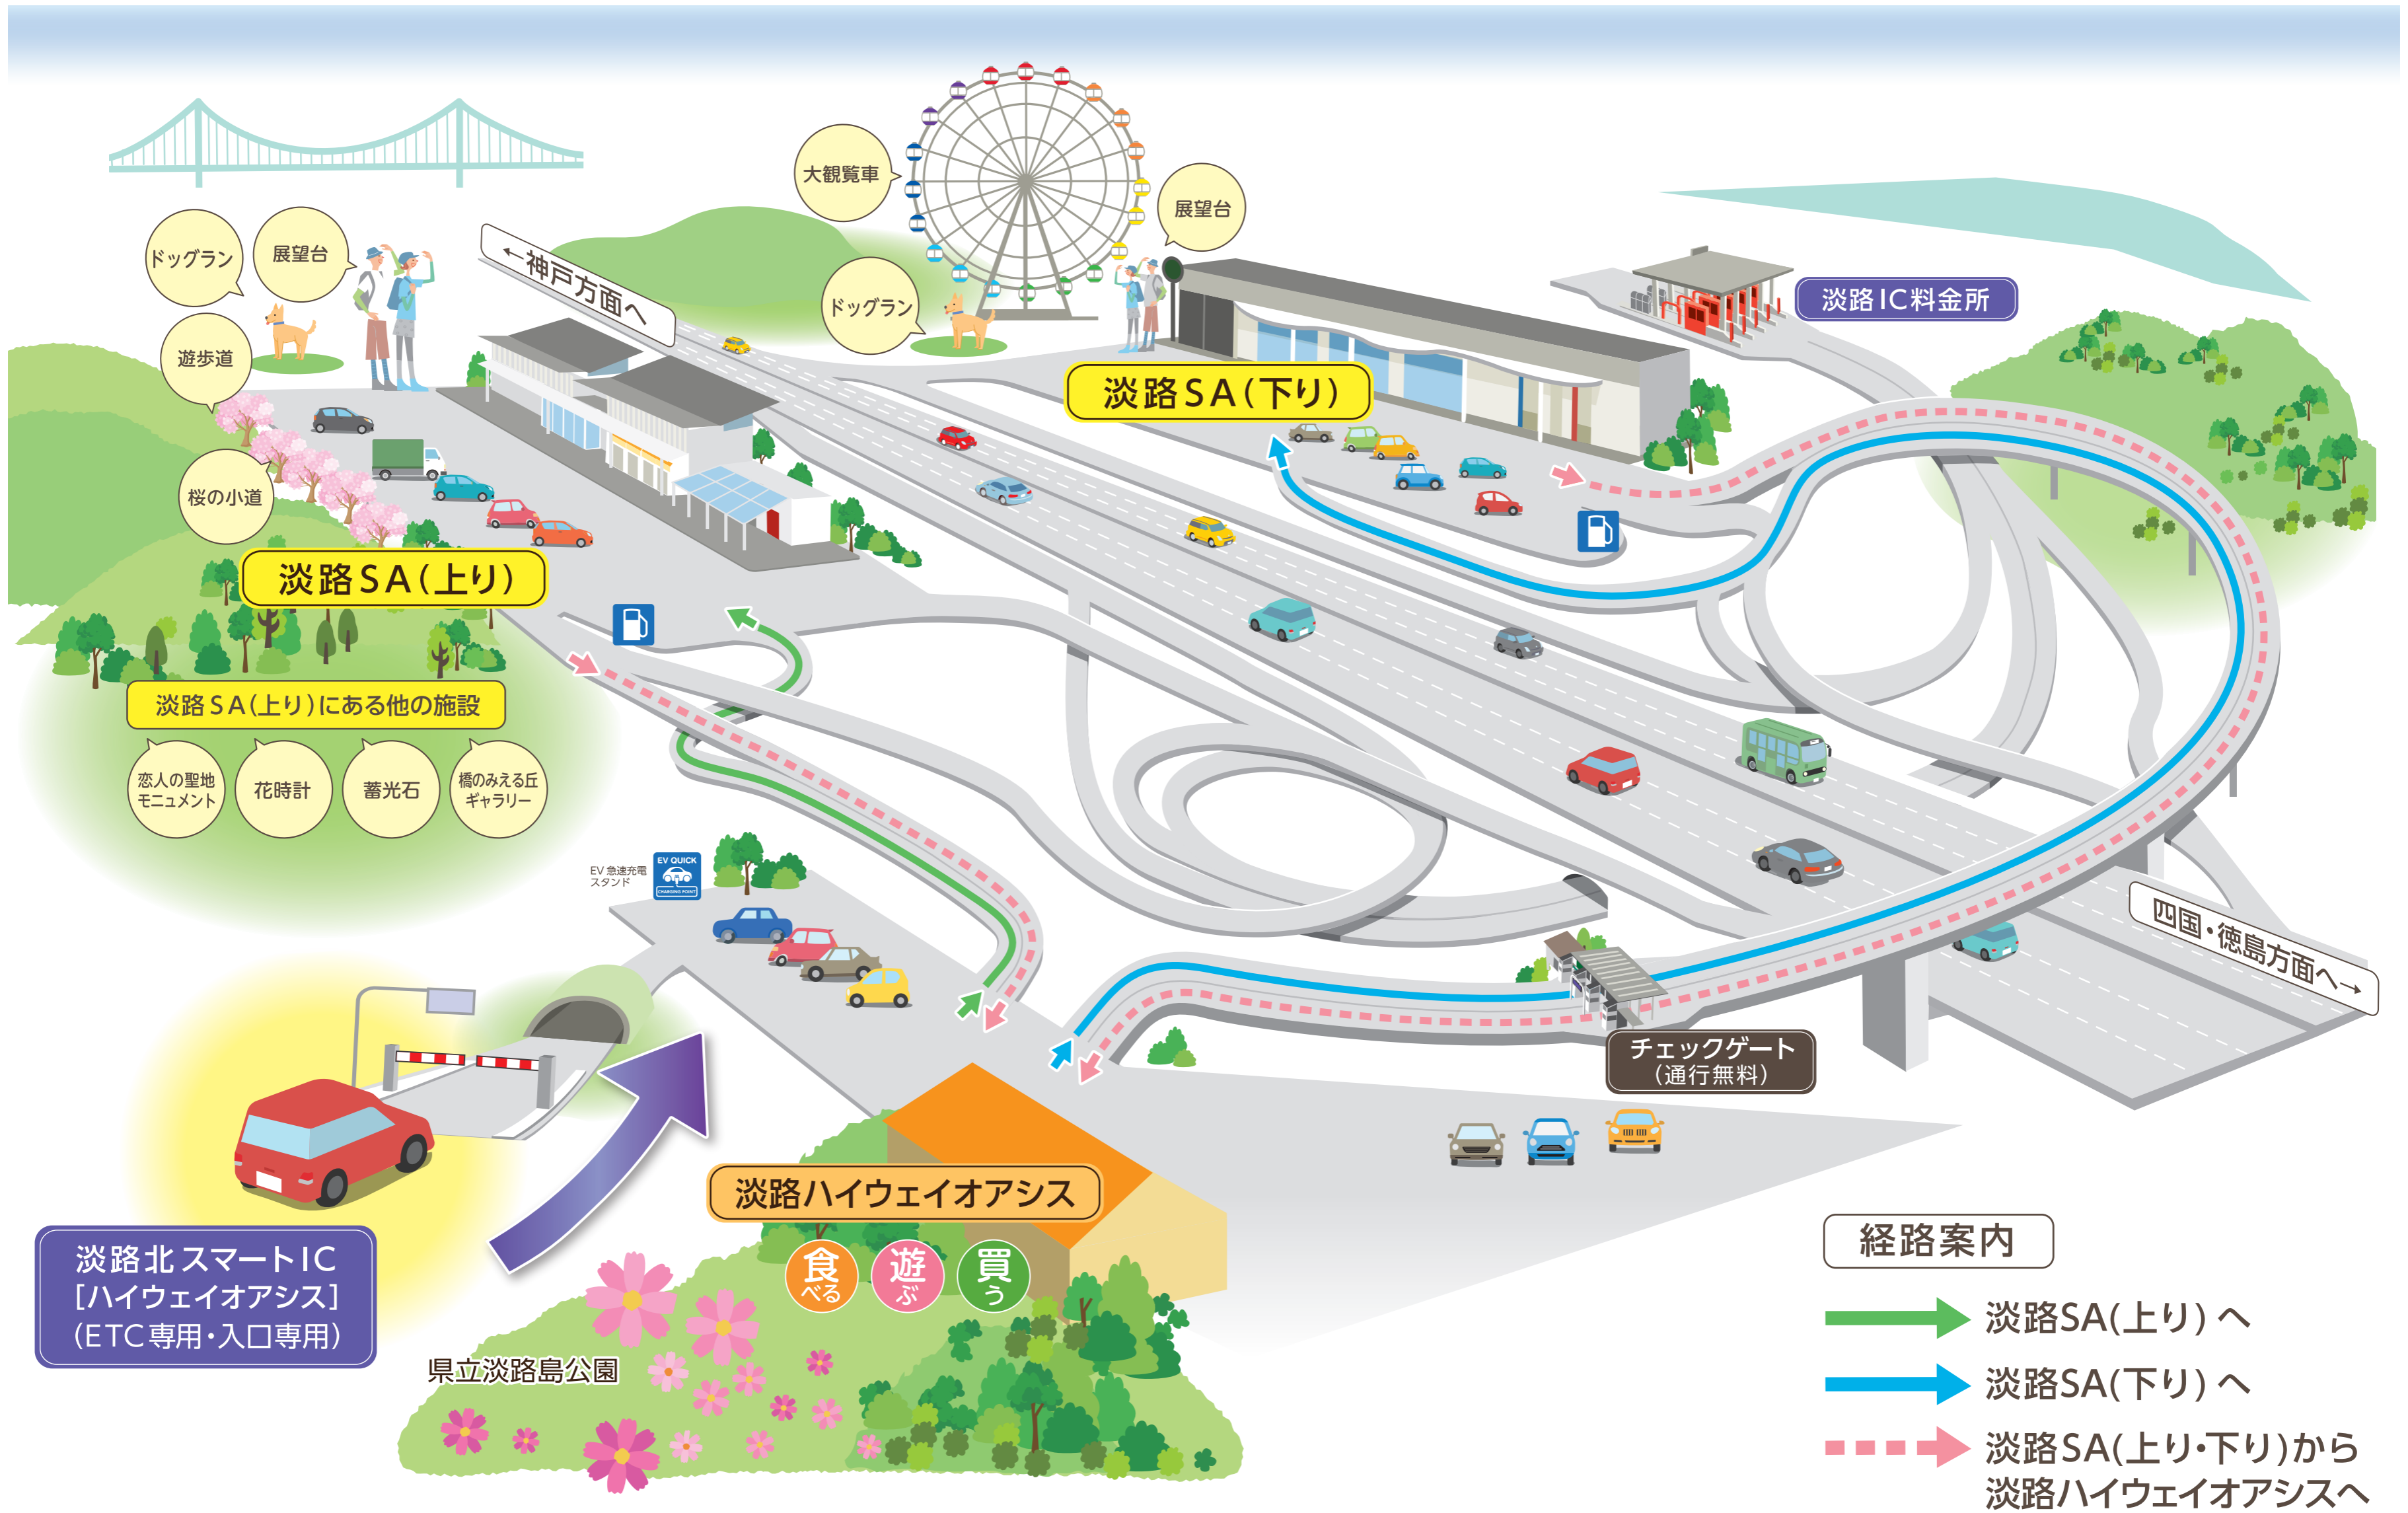 大観覧車
展望台
ドッグラン
展望台
←神戸方面へ
ドッグラン
淡路IC料金所
遊歩道
淡路SA(下り)
桜の小道
淡路SA(上り)
淡路SA(上り)にある他の施設
恋人の聖地
モニュメント
花時計
蓄光石
橋のみえる丘
ギャラリー
EV急速充電
スタンド
EV QUICK
CHARGING POINT
四国・徳島方面へ→
チェックゲート
(通行無料)
淡路ハイウェイオアシス
食べる
遊ぶ
買う
淡路北スマートIC
[ハイウェイオアシス]
(ETC専用・入口専用)
県立淡路島公園
経路案内
淡路SA(上り)へ
淡路SA(下り)へ
淡路SA(上り・下り)から
淡路ハイウェイオアシスへ